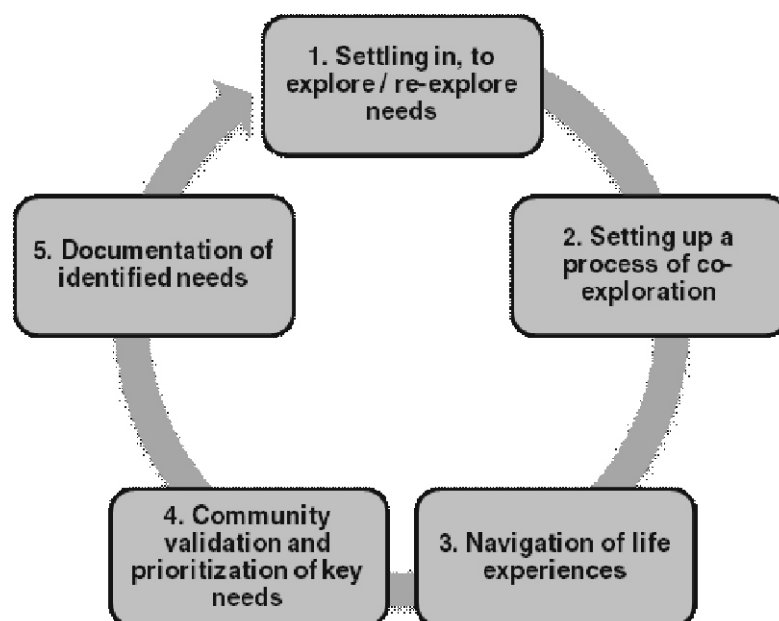 1. Settling in, to
explore / re-explore
needs
2. Setting up a
process of co-
exploration
3. Navigation of life
experiences
4. Community
validation and
prioritization of key
needs
5. Documentation of
identified needs